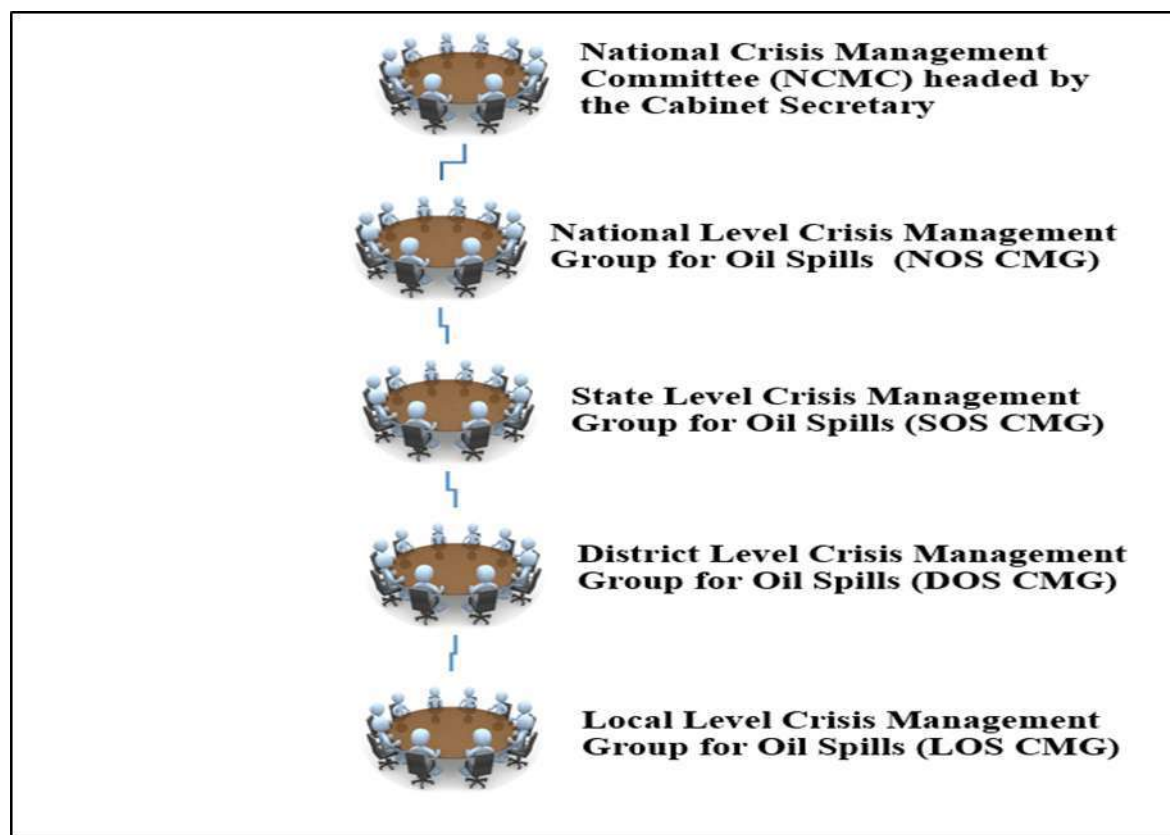 National Crisis Management
Committee (NCMC) headed by
the Cabinet Secretary
National Level Crisis Management
Group for Oil Spills (NOS CMG)
State Level Crisis Management
Group for Oil Spills (SOS CMG)
District Level Crisis Management
Group for Oil Spills (DOS CMG)
Local Level Crisis Management
Group for Oil Spills (LOS CMG)